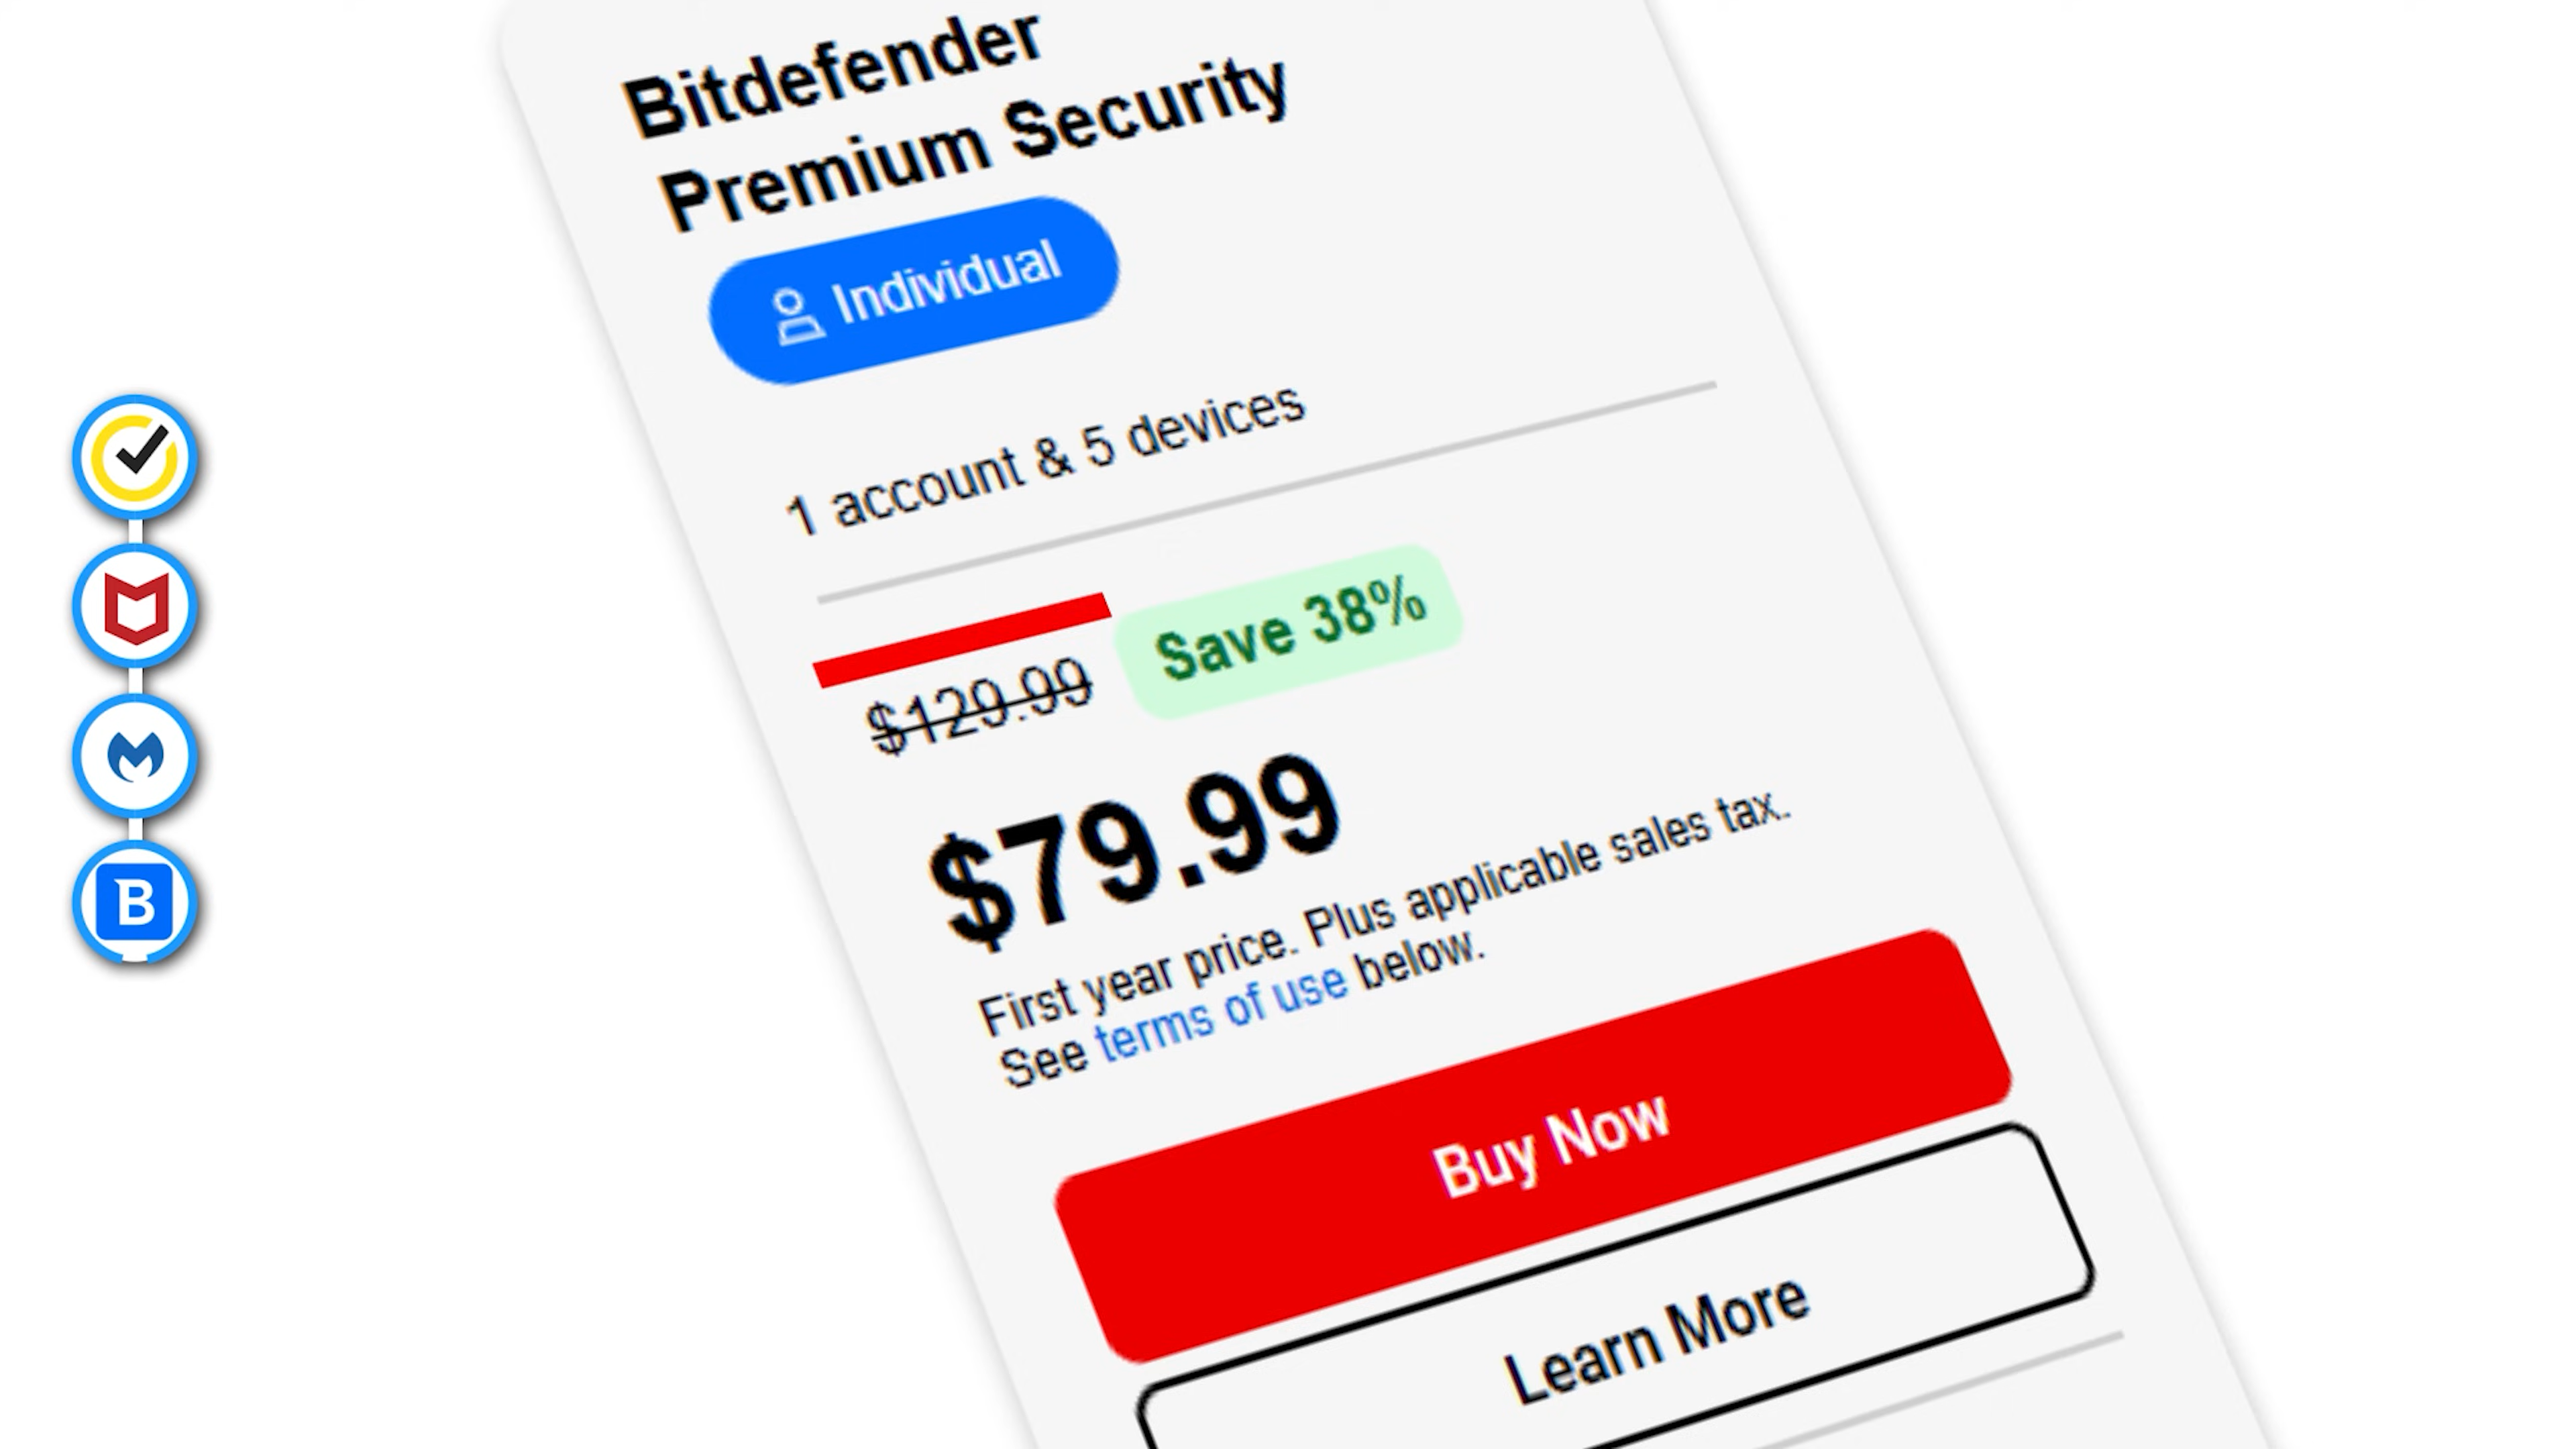 Bitdefender
Premium Security
Individual
1 account & 5 devices
$129.99 Save 38%
$79.99
First year price. Plus applicable sales tax.
See terms of use below.
Buy Now
Learn More
B